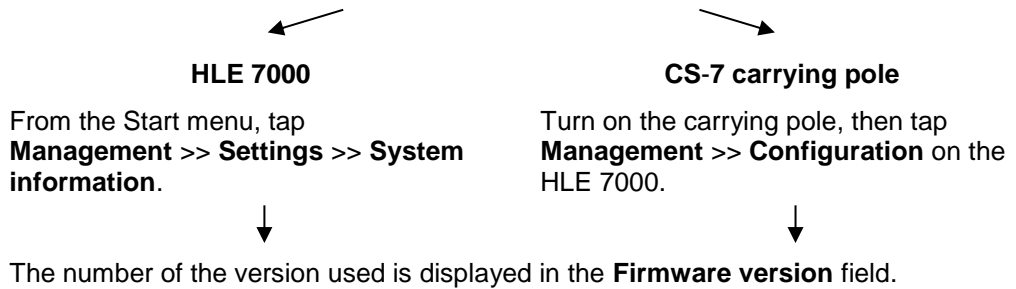 HLE 7000
From the Start menu, tap
Management >> Settings >> System
information.
CS-7 carrying pole
Turn on the carrying pole, then tap
Management >> Configuration on the
HLE 7000.
The number of the version used is displayed in the Firmware version field.